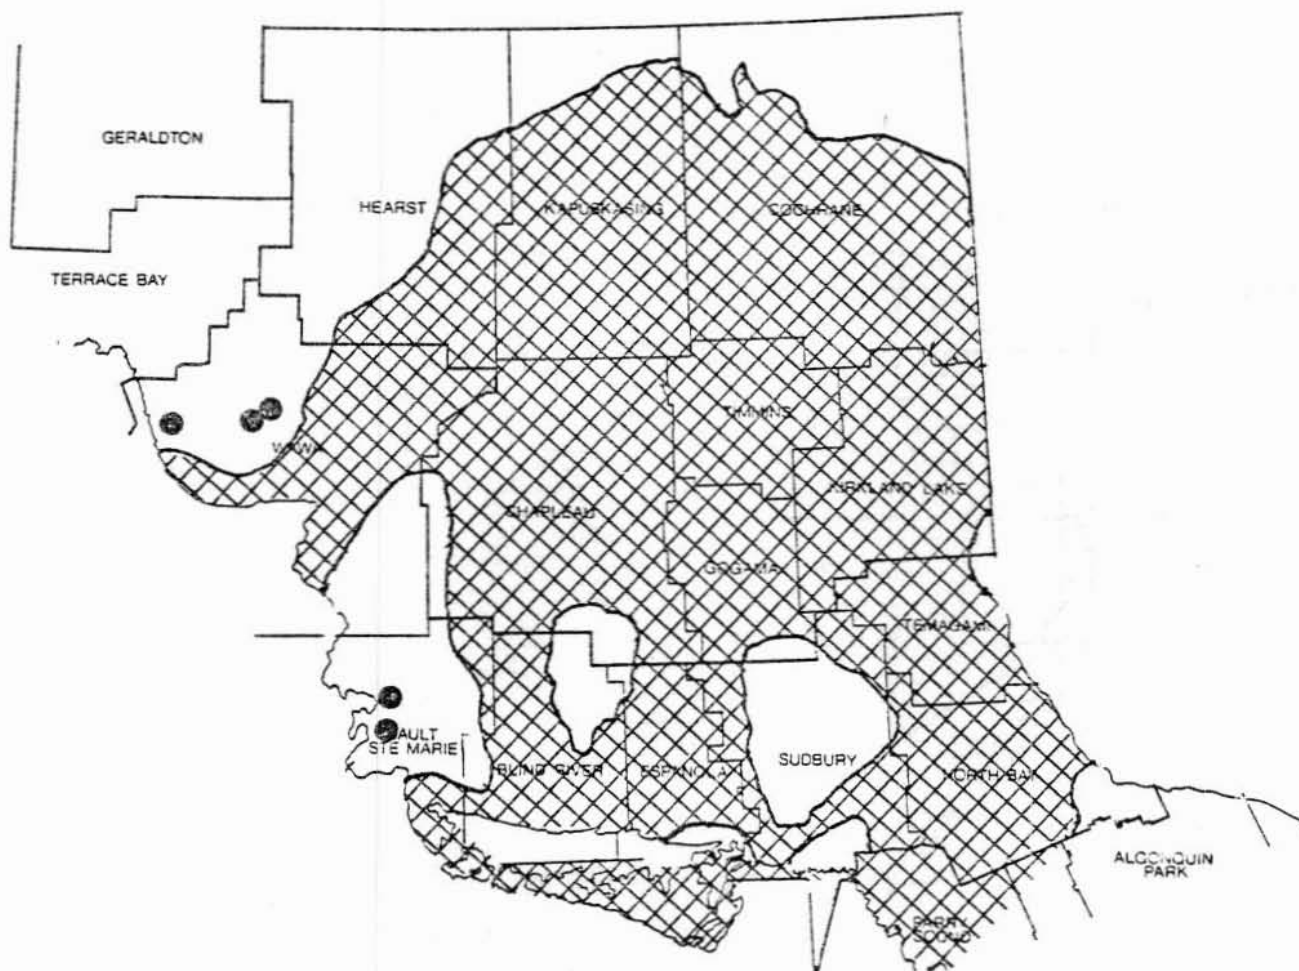 GERALDTON
HEARST
KAPUSKASING
COCHRANE
TERRACE BAY
TIMMINS
WAWA
KIRKLAND LAKE
CHAPLEAU
GOGAMA
TEMAGAMI
AULT
STE MARIE
BLIND RIVER
ESPANOLA
SUDBURY
NORTH BAY
ALGONQUIN
PARK
PARRY
SOUND